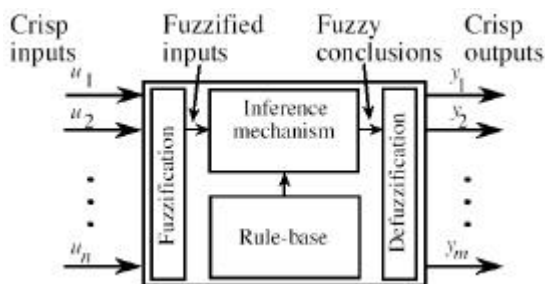 Crisp
inputs
Fuzzified
inputs
Fuzzy
conclusions
Crisp
outputs
u1
u2
un
Fuzzification
Inference
mechanism
Rule-base
Defuzzification
y1
y2
ym